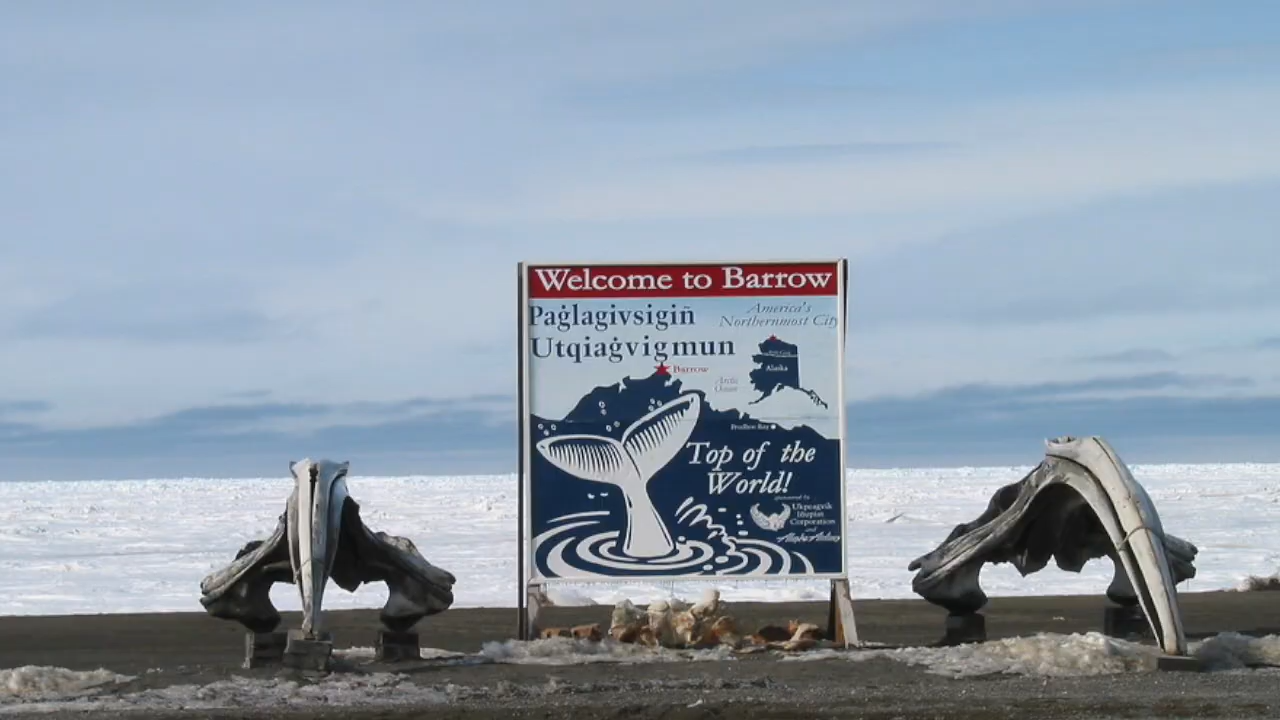 Welcome to Barrow
Paġlagivsigiñ
Utqiaġvigmun
America's
Northernmost City
Barrow
Alaska
Arctic
Ocean
Prudhoe Bay
Top of the
World!
sponsored by
Ukpeaġvik
Iñupiat
Corporation
and
Alaska Airlines